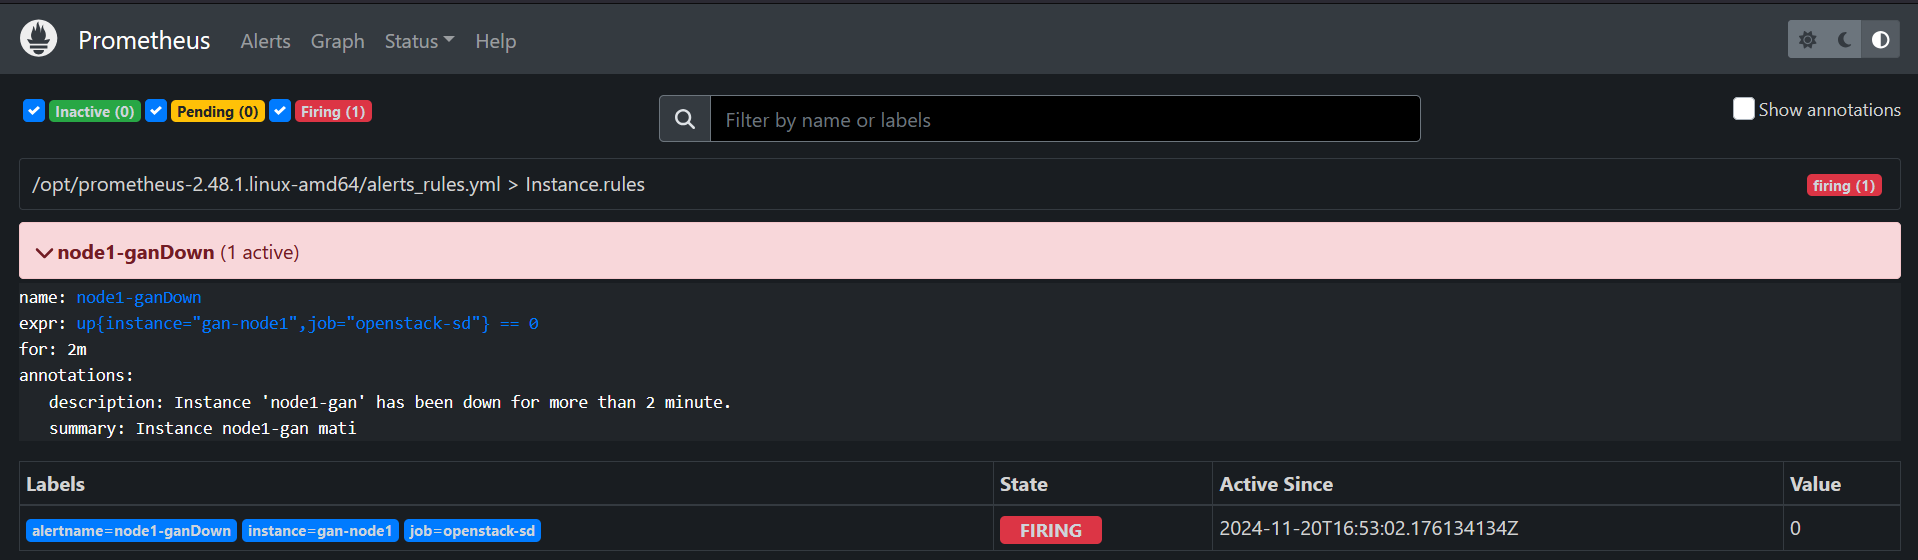 Prometheus Alerts Graph Status Help
Inactive (0) Pending (0) Firing (1) Filter by name or labels Show annotations
/opt/prometheus-2.48.1.linux-amd64/alerts_rules.yml > Instance.rules firing (1)
node1-ganDown (1 active)
name: node1-ganDown
expr: up{instance="gan-node1",job="openstack-sd"} == 0
for: 2m
annotations:
description: Instance 'node1-gan' has been down for more than 2 minute.
summary: Instance node1-gan mati
Labels State Active Since Value
alertname=node1-ganDown instance=gan-node1 job=openstack-sd FIRING 2024-11-20T16:53:02.176134134Z 0